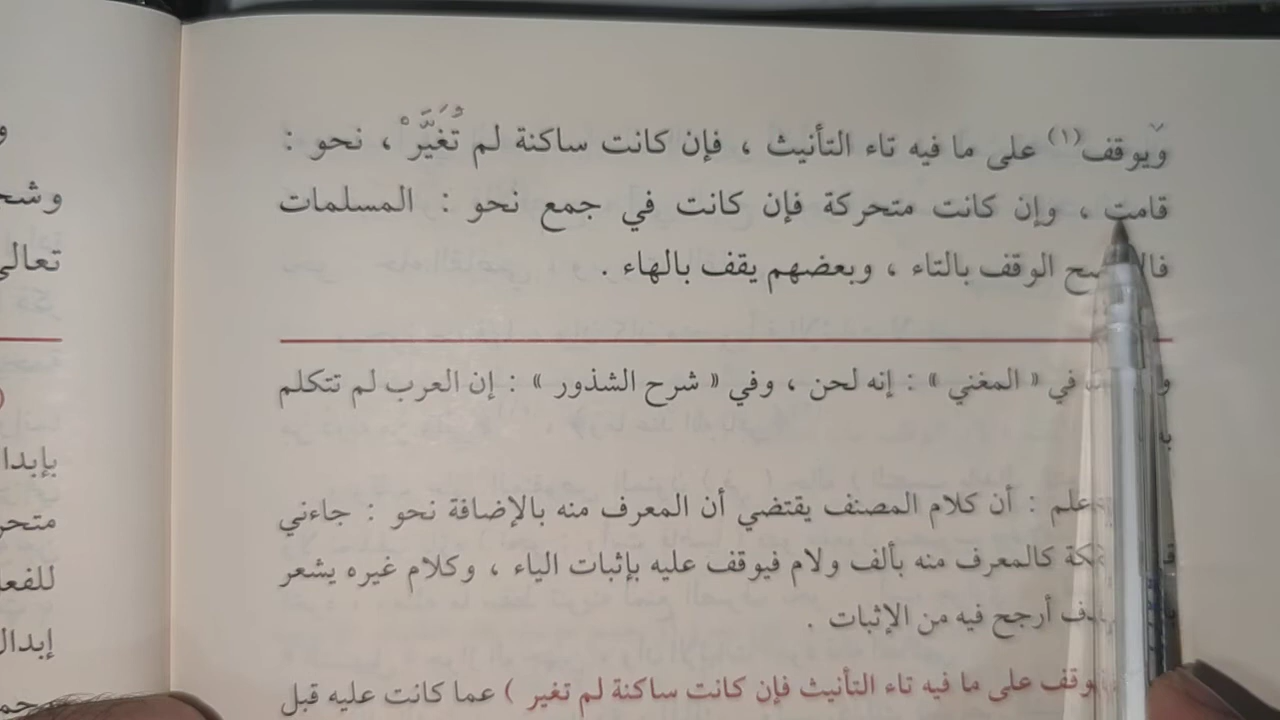 ويوقف(١) على ما فيه تاء التأنيث ، فإن كانت ساكنة لم تُغَيَّرْ ، نحو :
قامت ، وإن كانت متحركة فإن كانت في جمع نحو : المسلمات
الوقف بالتاء ، وبعضهم يقف بالهاء .
في « المغني » : إنه لحن ، وفي « شرح الشذور » : إن العرب لم تتكلم
: أن كلام المصنف يقتضي أن المعرف منه بالإضافة نحو : جاءني
كالمعرف منه بألف ولام فيوقف عليه بإثبات الياء ، وكلام غيره يشعر
أرجح فيه من الإثبات .
على ما فيه تاء التأنيث فإن كانت ساكنة لم تغير ) عما كانت عليه قبل